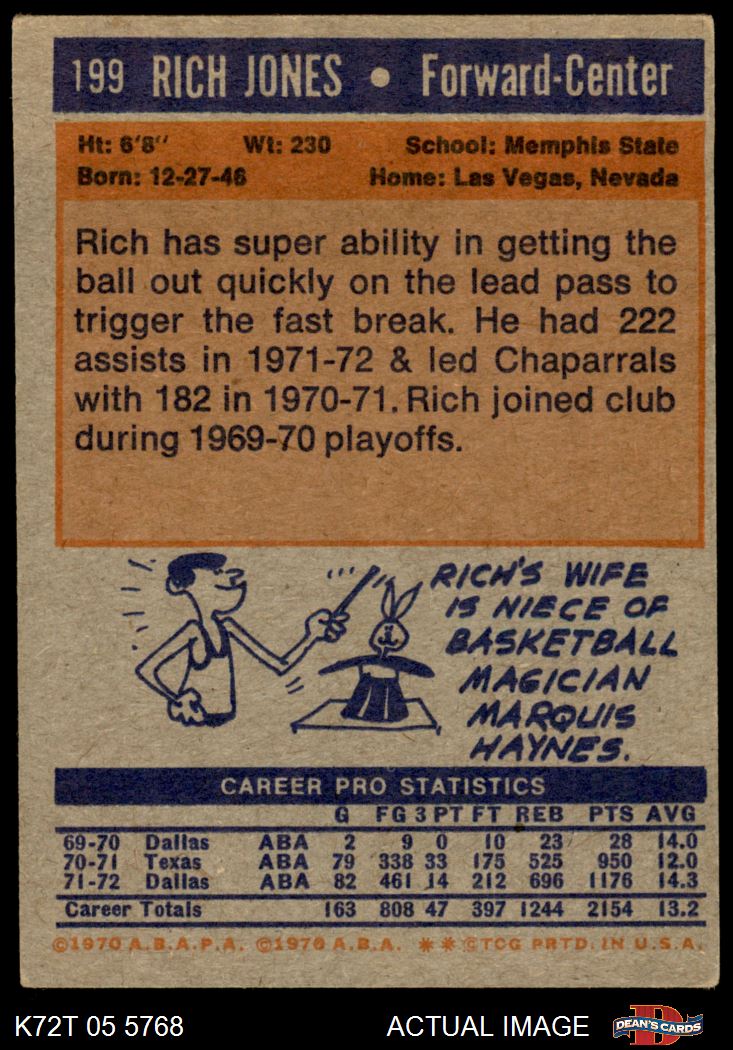 199 RICH JONES • Forward-Center
Ht: 6'8" Wt: 230 School: Memphis State
Born: 12-27-46 Home: Las Vegas, Nevada
Rich has super ability in getting the
ball out quickly on the lead pass to
trigger the fast break. He had 222
assists in 1971-72 & led Chaparrals
with 182 in 1970-71. Rich joined club
during 1969-70 playoffs.
RICH'S WIFE
IS NIECE OF
BASKETBALL
MAGICIAN
MARQUIS
HAYNES.
CAREER PRO STATISTICS
G FG 3 PT FT REB PTS AVG
69-70 Dallas ABA 2 9 0 10 23 28 14.0
70-71 Texas ABA 79 338 33 175 525 950 12.0
71-72 Dallas ABA 82 461 14 212 696 1176 14.3
Career Totals 163 808 47 397 1244 2154 13.2
©1970 A.B.A.P.A. ©1970 A.B.A. ** ©TCG PRTD. IN U.S.A.
K72T 05 5768 ACTUAL IMAGE D DEAN'S CARDS